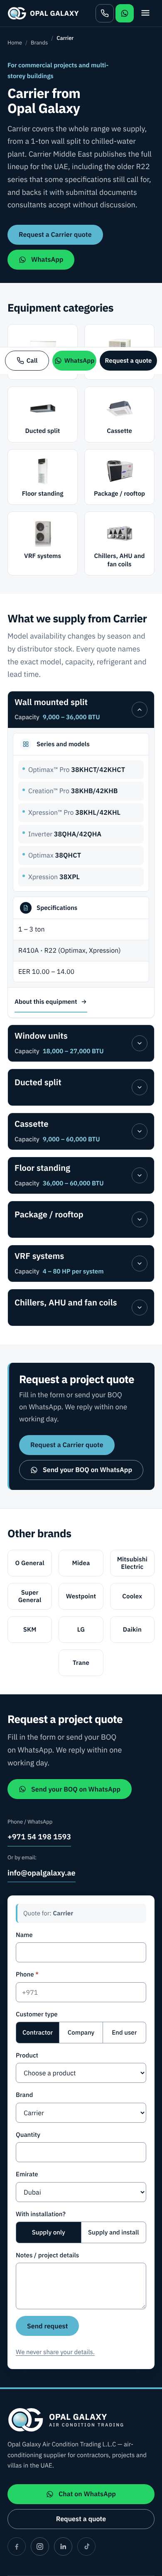 OPAL GALAXY
Home / Brands / Carrier
For commercial projects and multi-
storey buildings
Carrier from
Opal Galaxy
Carrier covers the whole range we supply,
from a 1-ton wall split to a chilled-water
plant. Carrier Middle East publishes the full
UAE lineup, including the older R22 series,
so specifications can be verified publicly
and backed with submittal documents
consultants accept without discussion.
Request a Carrier quote
WhatsApp
Equipment categories
Call
WhatsApp
Request a quote
Ducted split
Cassette
Floor standing
Package / rooftop
VRF systems
Chillers, AHU and
fan coils
What we supply from Carrier
Model availability changes by season and
by distributor stock. Every quote names
the exact model, capacity, refrigerant and
lead time.
Wall mounted split
Capacity 9,000 – 36,000 BTU
Series and models
Optimax™ Pro 38KHCT/42KHCT
Creation™ Pro 38KHB/42KHB
Xpression™ Pro 38KHL/42KHL
Inverter 38QHA/42QHA
Optimax 38QHCT
Xpression 38XPL
Specifications
1 – 3 ton
R410A · R22 (Optimax, Xpression)
EER 10.00 – 14.00
About this equipment →
Window units
Capacity 18,000 – 27,000 BTU
Ducted split
Cassette
Capacity 9,000 – 60,000 BTU
Floor standing
Capacity 36,000 – 60,000 BTU
Package / rooftop
VRF systems
Capacity 4 – 80 HP per system
Chillers, AHU and fan coils
Request a project quote
Fill in the form or send your BOQ
on WhatsApp. We reply within one
working day.
Request a Carrier quote
Send your BOQ on WhatsApp
Other brands
O General
Midea
Mitsubishi
Electric
Super
General
Westpoint
Coolex
SKM
LG
Daikin
Trane
Request a project quote
Fill in the form or send your BOQ
on WhatsApp. We reply within one
working day.
Send your BOQ on WhatsApp
Phone / WhatsApp
+971 54 198 1593
Or by email:
info@opalgalaxy.ae
Quote for: Carrier
Name
Phone *
+971
Customer type
Contractor
Company
End user
Product
Choose a product
Brand
Carrier
Quantity
Emirate
Dubai
With installation?
Supply only
Supply and install
Notes / project details
Send request
We never share your details.
OPAL GALAXY
AIR CONDITION TRADING
Opal Galaxy Air Condition Trading L.L.C — air-
conditioning supplier for contractors, projects and
villas in the UAE.
Chat on WhatsApp
Request a quote